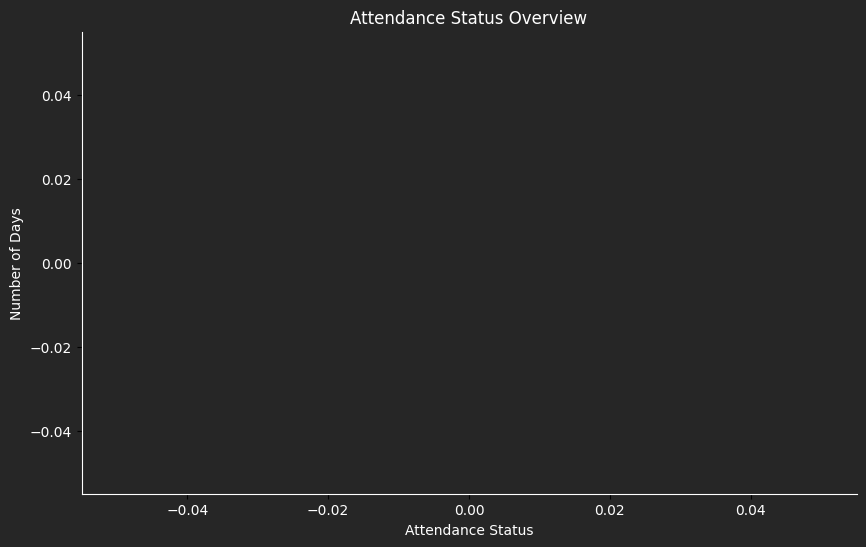 Attendance Status Overview
0.04
0.02
0.00
−0.02
−0.04
Number of Days
−0.04 −0.02 0.00 0.02 0.04
Attendance Status